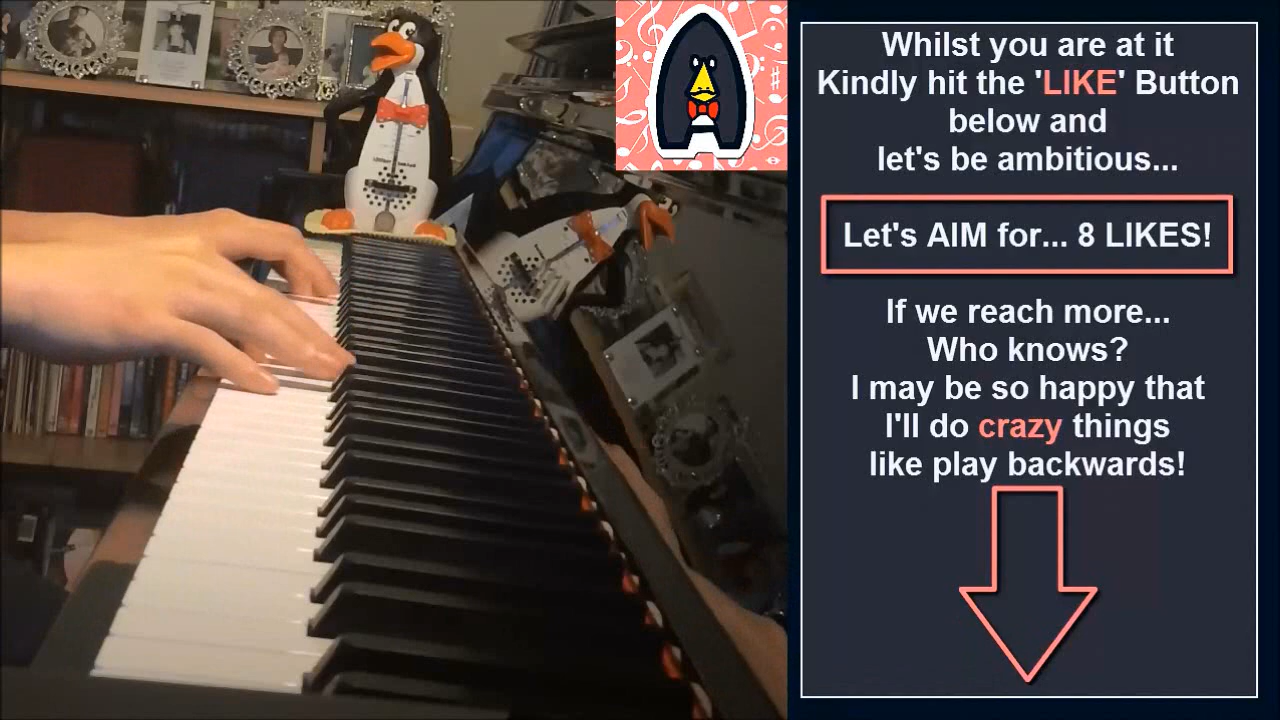 Whilst you are at it
Kindly hit the 'LIKE' Button
below and
let's be ambitious...
Let's AIM for... 8 LIKES!
If we reach more...
Who knows?
I may be so happy that
I'll do crazy things
like play backwards!